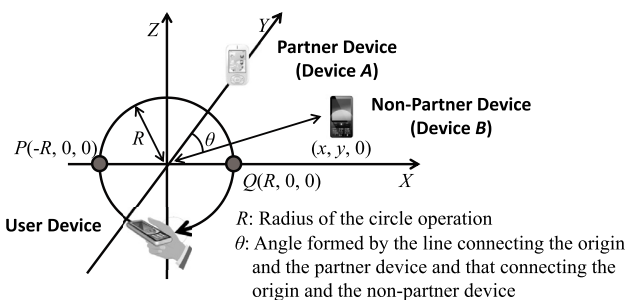 Z
Y
Partner Device
(Device A)
Non-Partner Device
(Device B)
R
θ
P(-R, 0, 0)
(x, y, 0)
Q(R, 0, 0)
X
User Device
R: Radius of the circle operation
θ: Angle formed by the line connecting the origin
and the partner device and that connecting the
origin and the non-partner device